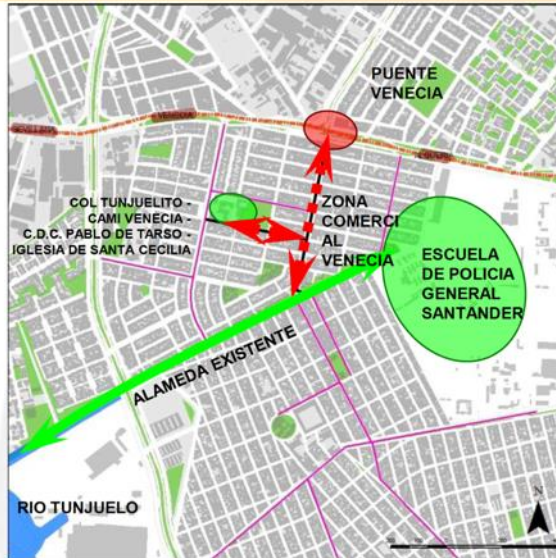 PUENTE
VENECIA
VENECIA
COL TUNJUELITO -
CAMI VENECIA -
C.D.C. PABLO DE TARSO -
IGLESIA DE SANTA CECILIA
ZONA
COMERCI
AL
VENECIA
ESCUELA
DE POLICIA
GENERAL
SANTANDER
ALAMEDA EXISTENTE
RIO TUNJUELO
N